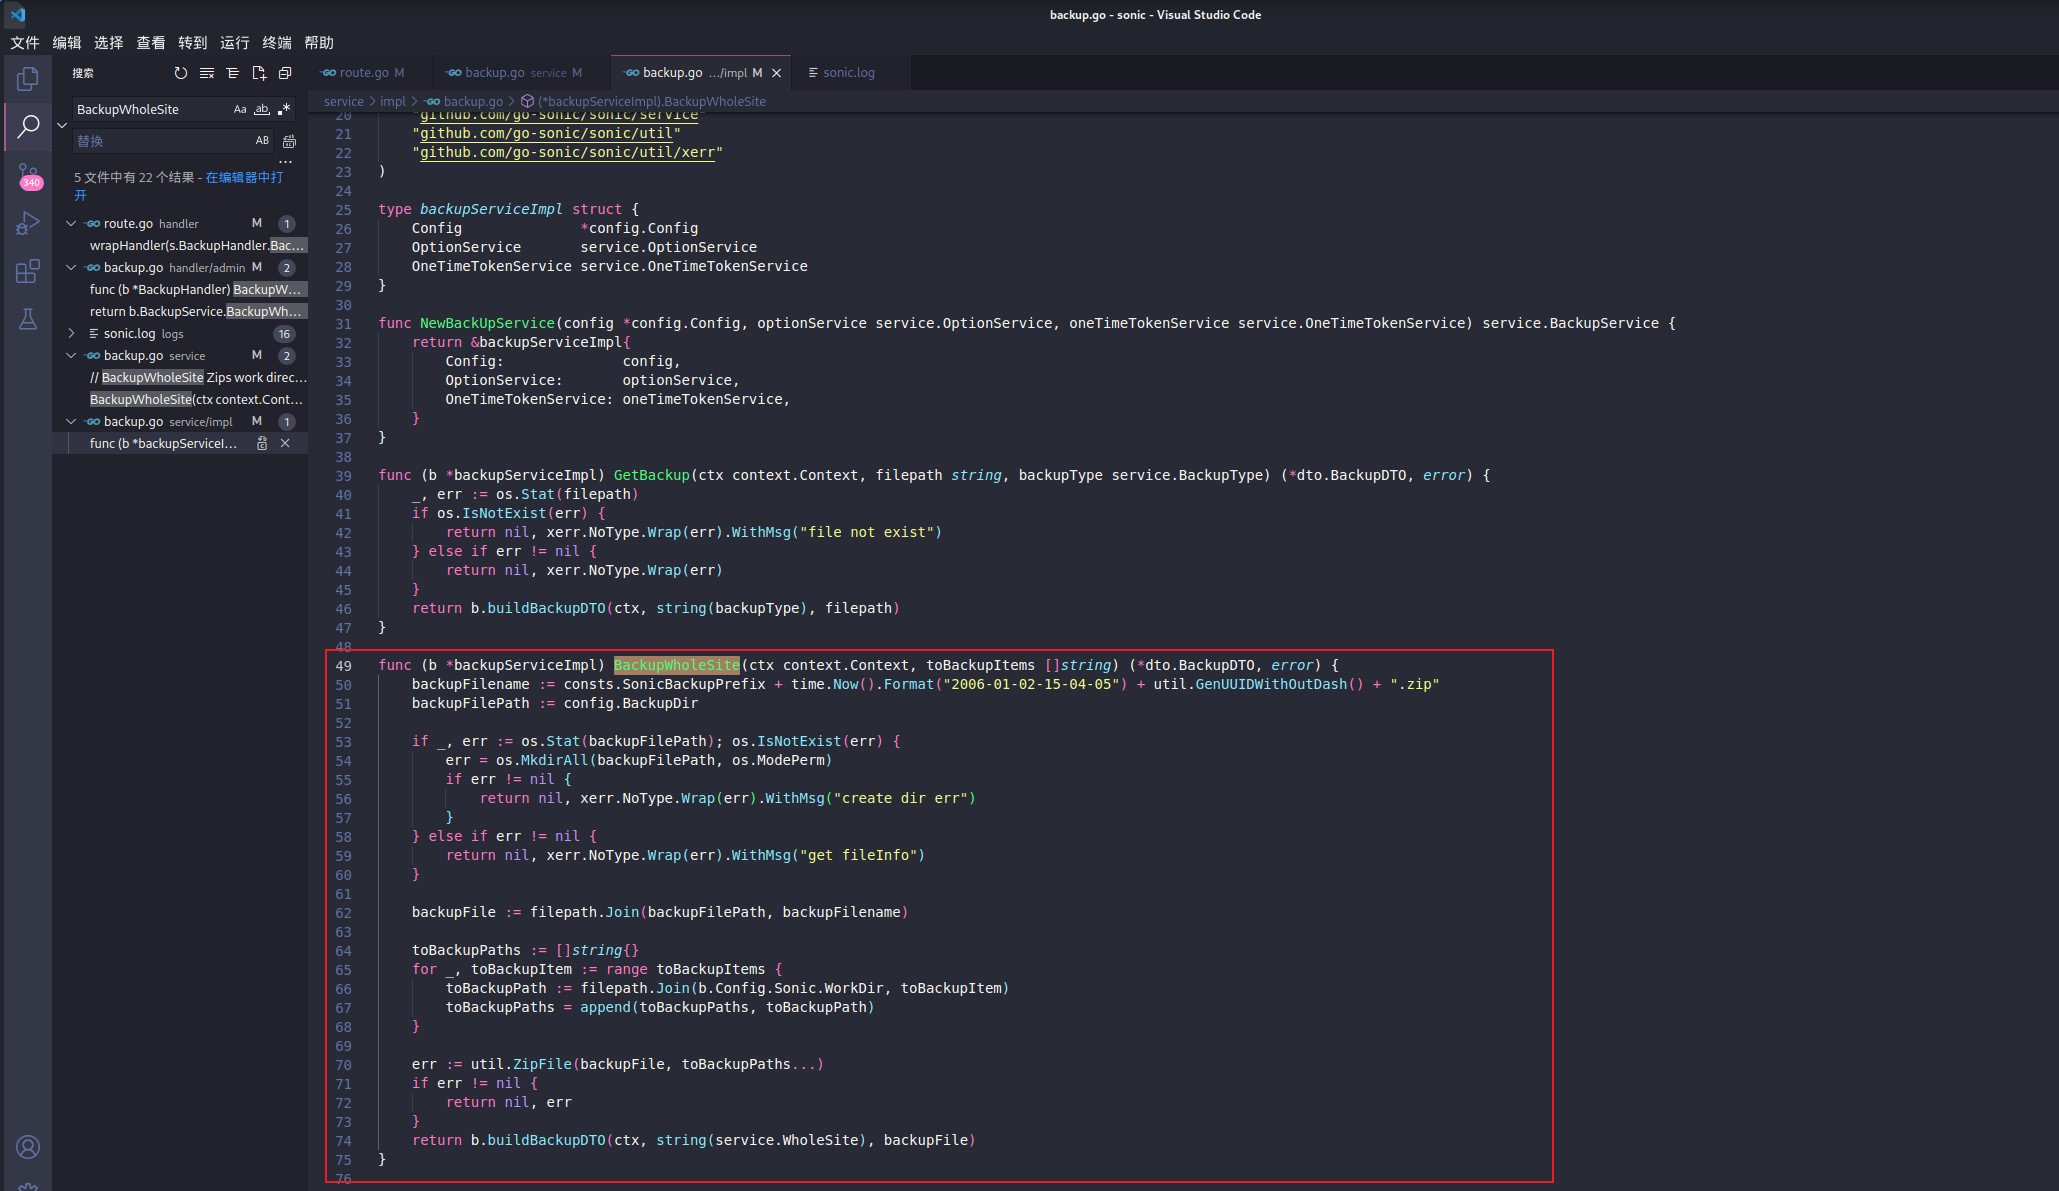 backup.go - sonic - Visual Studio Code
文件 编辑 选择 查看 转到 运行 终端 帮助
搜索
route.go M
backup.go service M
backup.go .../impl M
sonic.log
BackupWholeSite
Aa ab .*
替换
AB
...
5 文件中有 22 个结果 - 在编辑器中打
开
340
route.go handler M 1
wrapHandler(s.BackupHandler.Bac...
backup.go handler/admin M 2
func (b *BackupHandler) BackupW...
return b.BackupService.BackupWh...
sonic.log logs 16
backup.go service M 2
// BackupWholeSite Zips work direc...
BackupWholeSite(ctx context.Cont...
backup.go service/impl M 1
func (b *backupServiceI...
service > impl > backup.go > (*backupServiceImpl).BackupWholeSite
20 "github.com/go-sonic/sonic/service"
21 "github.com/go-sonic/sonic/util"
22 "github.com/go-sonic/sonic/util/xerr"
23 )
24
25 type backupServiceImpl struct {
26 Config *config.Config
27 OptionService service.OptionService
28 OneTimeTokenService service.OneTimeTokenService
29 }
30
31 func NewBackUpService(config *config.Config, optionService service.OptionService, oneTimeTokenService service.OneTimeTokenService) service.BackupService {
32 return &backupServiceImpl{
33 Config: config,
34 OptionService: optionService,
35 OneTimeTokenService: oneTimeTokenService,
36 }
37 }
38
39 func (b *backupServiceImpl) GetBackup(ctx context.Context, filepath string, backupType service.BackupType) (*dto.BackupDTO, error) {
40 _, err := os.Stat(filepath)
41 if os.IsNotExist(err) {
42 return nil, xerr.NoType.Wrap(err).WithMsg("file not exist")
43 } else if err != nil {
44 return nil, xerr.NoType.Wrap(err)
45 }
46 return b.buildBackupDTO(ctx, string(backupType), filepath)
47 }
48
49 func (b *backupServiceImpl) BackupWholeSite(ctx context.Context, toBackupItems []string) (*dto.BackupDTO, error) {
50 backupFilename := consts.SonicBackupPrefix + time.Now().Format("2006-01-02-15-04-05") + util.GenUUIDWithOutDash() + ".zip"
51 backupFilePath := config.BackupDir
52
53 if _, err := os.Stat(backupFilePath); os.IsNotExist(err) {
54 err = os.MkdirAll(backupFilePath, os.ModePerm)
55 if err != nil {
56 return nil, xerr.NoType.Wrap(err).WithMsg("create dir err")
57 }
58 } else if err != nil {
59 return nil, xerr.NoType.Wrap(err).WithMsg("get fileInfo")
60 }
61
62 backupFile := filepath.Join(backupFilePath, backupFilename)
63
64 toBackupPaths := []string{}
65 for _, toBackupItem := range toBackupItems {
66 toBackupPath := filepath.Join(b.Config.Sonic.WorkDir, toBackupItem)
67 toBackupPaths = append(toBackupPaths, toBackupPath)
68 }
69
70 err := util.ZipFile(backupFile, toBackupPaths...)
71 if err != nil {
72 return nil, err
73 }
74 return b.buildBackupDTO(ctx, string(service.WholeSite), backupFile)
75 }
76